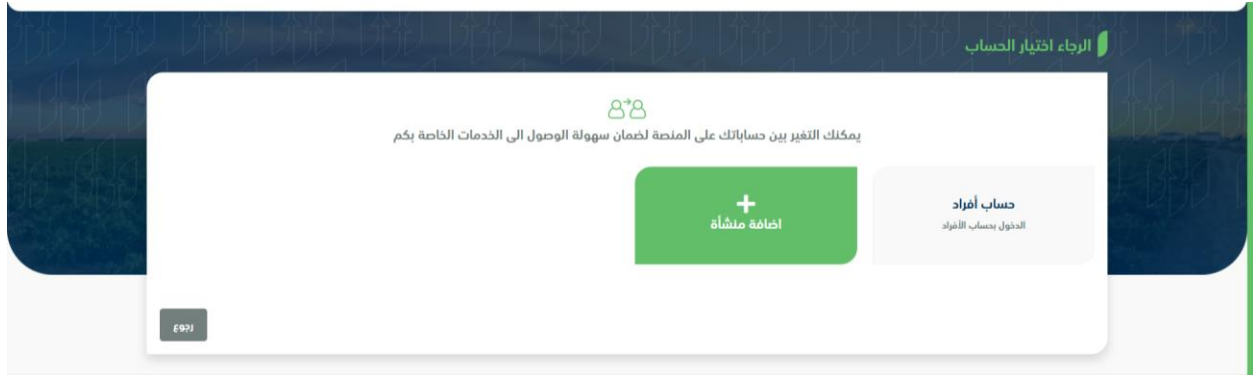 الرجاء اختيار الحساب
يمكنك التغير بين حساباتك على المنصة لضمان سهولة الوصول الى الخدمات الخاصة بكم
حساب أفراد
الدخول بحساب الأفراد
اضافة منشأة
رجوع